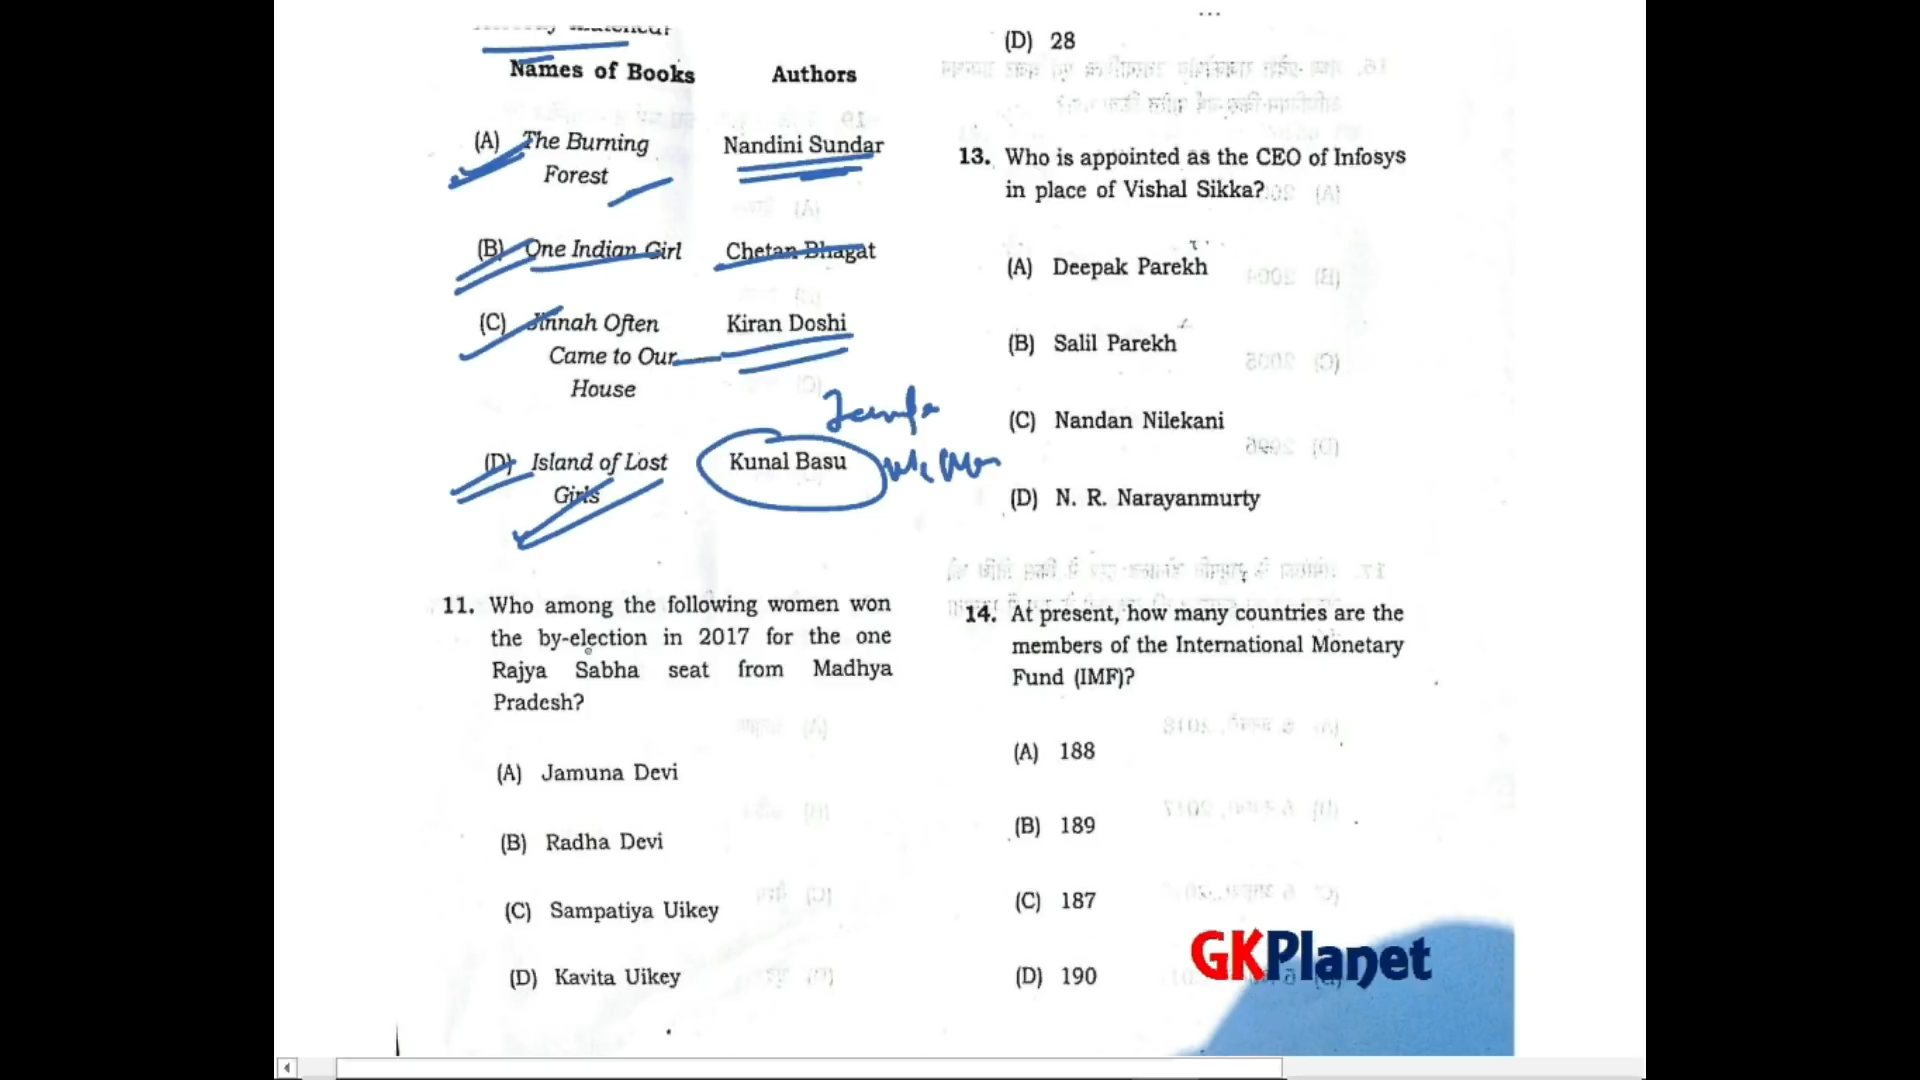 Names of Books Authors
(A) The Burning Nandini Sundar
Forest
(B) One Indian Girl Chetan Bhagat
(C) Jinnah Often Kiran Doshi
Came to Our
House
(D) Island of Lost Kunal Basu
Girls
11. Who among the following women won
the by-election in 2017 for the one
Rajya Sabha seat from Madhya
Pradesh?
(A) Jamuna Devi
(B) Radha Devi
(C) Sampatiya Uikey
(D) Kavita Uikey
(D) 28
13. Who is appointed as the CEO of Infosys
in place of Vishal Sikka?
(A) Deepak Parekh
(B) Salil Parekh
(C) Nandan Nilekani
(D) N. R. Narayanmurty
14. At present, how many countries are the
members of the International Monetary
Fund (IMF)?
(A) 188
(B) 189
(C) 187
(D) 190
GKPlanet